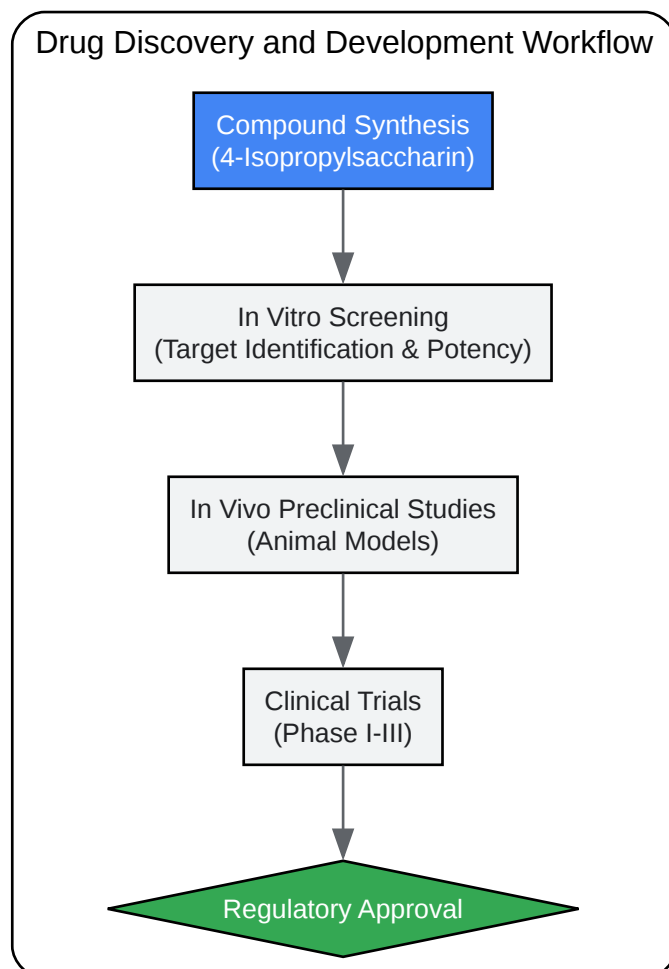 Drug Discovery and Development Workflow
Compound Synthesis
(4-Isopropylsaccharin)
In Vitro Screening
(Target Identification & Potency)
In Vivo Preclinical Studies
(Animal Models)
Clinical Trials
(Phase I-III)
Regulatory Approval